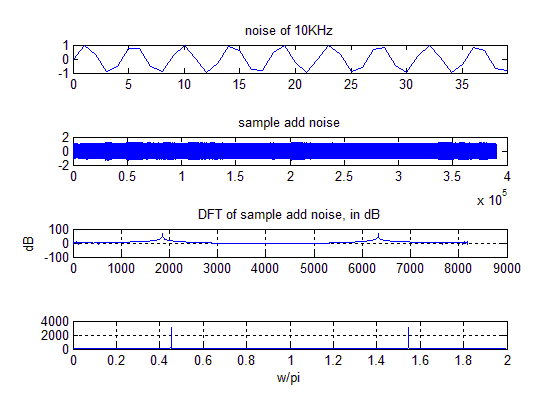 noise of 10KHz
1
0
-1
0 5 10 15 20 25 30 35
sample add noise
2
0
-2
0 0.5 1 1.5 2 2.5 3 3.5 4
x 10^5
DFT of sample add noise, in dB
dB
100
0
-100
0 1000 2000 3000 4000 5000 6000 7000 8000 9000
4000
2000
0
0 0.2 0.4 0.6 0.8 1 1.2 1.4 1.6 1.8 2
w/pi